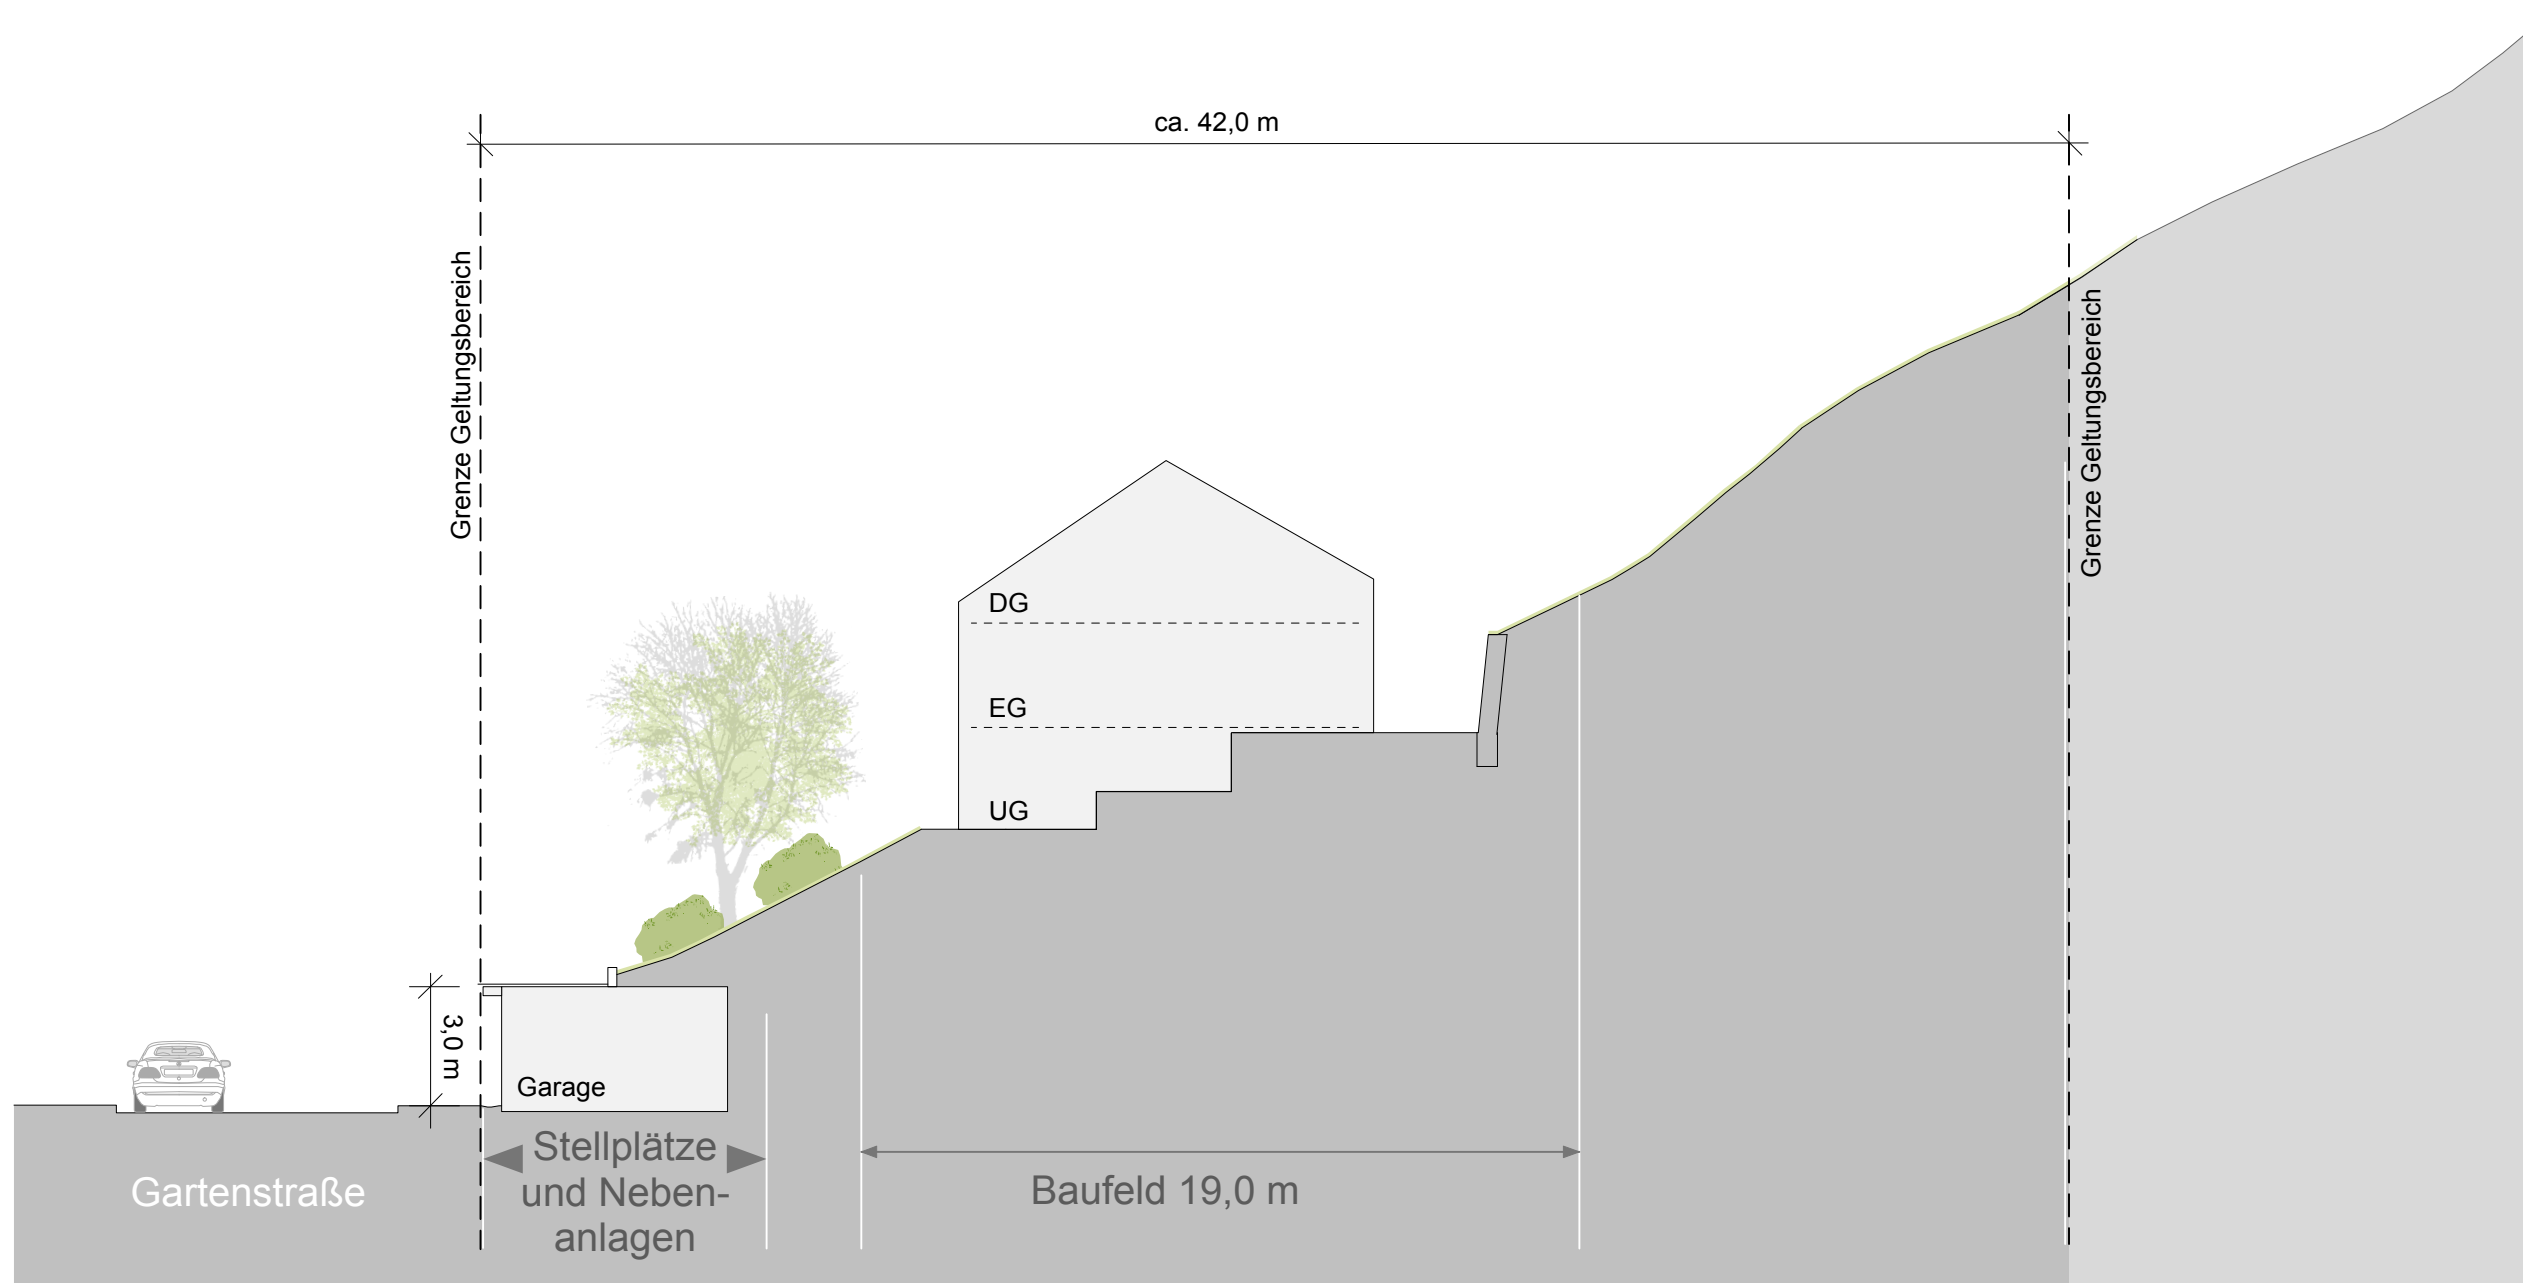 ca. 42,0 m
Grenze Geltungsbereich
Grenze Geltungsbereich
DG
EG
UG
3,0 m
Garage
Gartenstraße
Stellplätze
und Neben-
anlagen
Baufeld 19,0 m